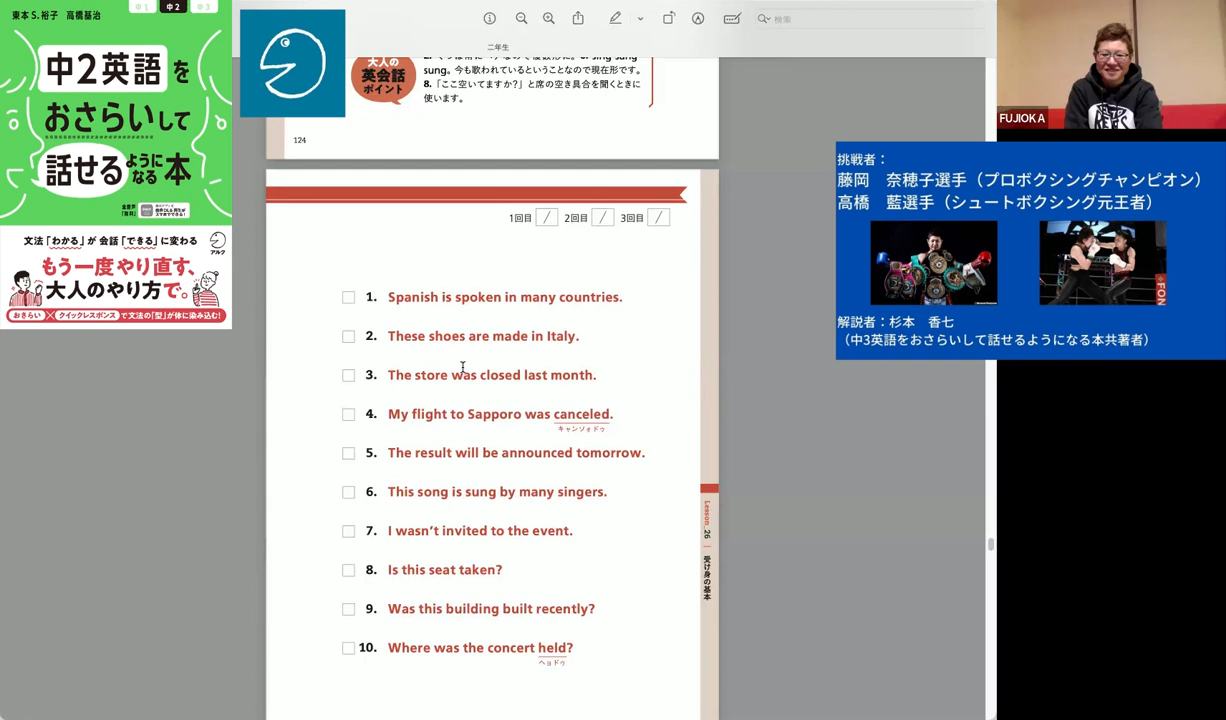 東本S.裕子 高橋基治
中1
中2
中3
中2英語を
おさらいして
話せるようになる本
文法「わかる」が 会話「できる」に変わる
アルク
もう一度やり直す、
大人のやり方で。
おさらい×クイックレスポンス で文法の「型」が体に染み込む!
検索
二年生
大人の
英会話
ポイント
sung. 今も歌われているということなので現在形です。
8.「ここ空いてますか?」と席の空き具合を聞くときに
使います。
124
1回目 / 2回目 / 3回目 /
1. Spanish is spoken in many countries.
2. These shoes are made in Italy.
3. The store was closed last month.
4. My flight to Sapporo was canceled.
キャンソォドゥ
5. The result will be announced tomorrow.
6. This song is sung by many singers.
7. I wasn't invited to the event.
8. Is this seat taken?
9. Was this building built recently?
10. Where was the concert held?
ヘョドゥ
Lesson 26 | 受け身の基本
FUJIOKA
挑戦者:
藤岡 奈穂子選手(プロボクシングチャンピオン)
高橋 藍選手(シュートボクシング元王者)
FON
解説者:杉本 香七
(中3英語をおさらいして話せるようになる本共著者)